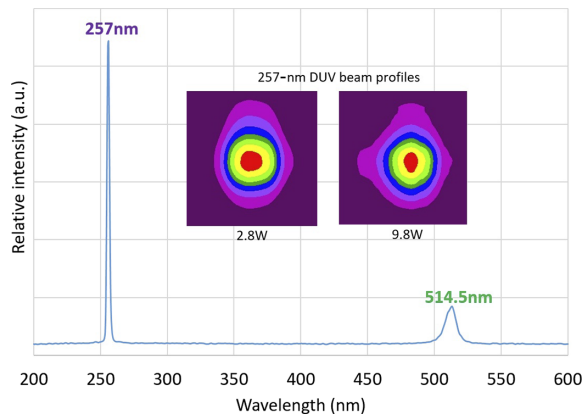 257nm
257-nm DUV beam profiles
2.8W
9.8W
514.5nm
Relative intensity (a.u.)
200 250 300 350 400 450 500 550 600
Wavelength (nm)